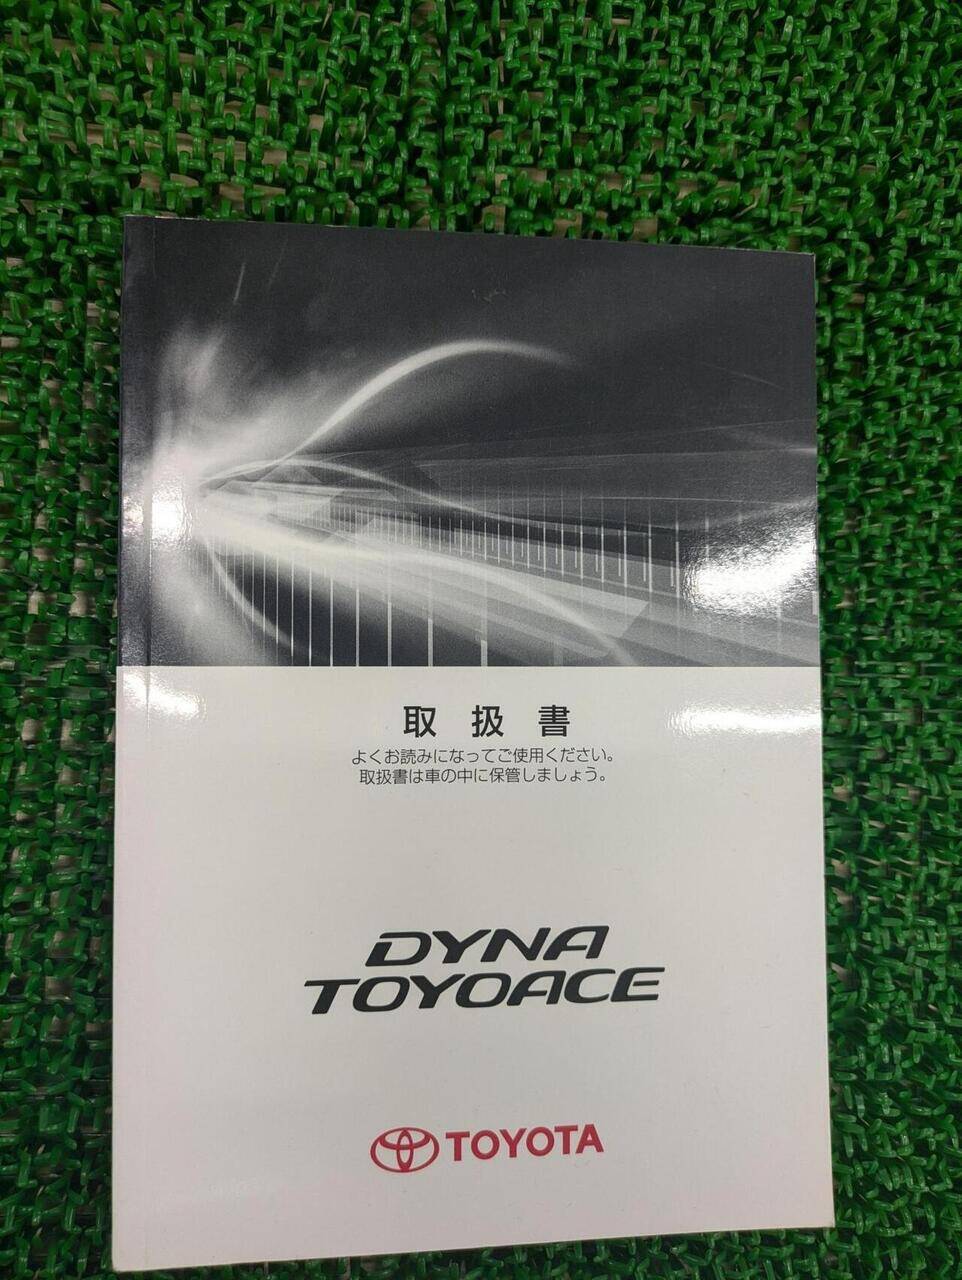 取扱書
よくお読みになってご使用ください。
取扱書は車の中に保管しましょう。
DYNA
TOYOACE
TOYOTA